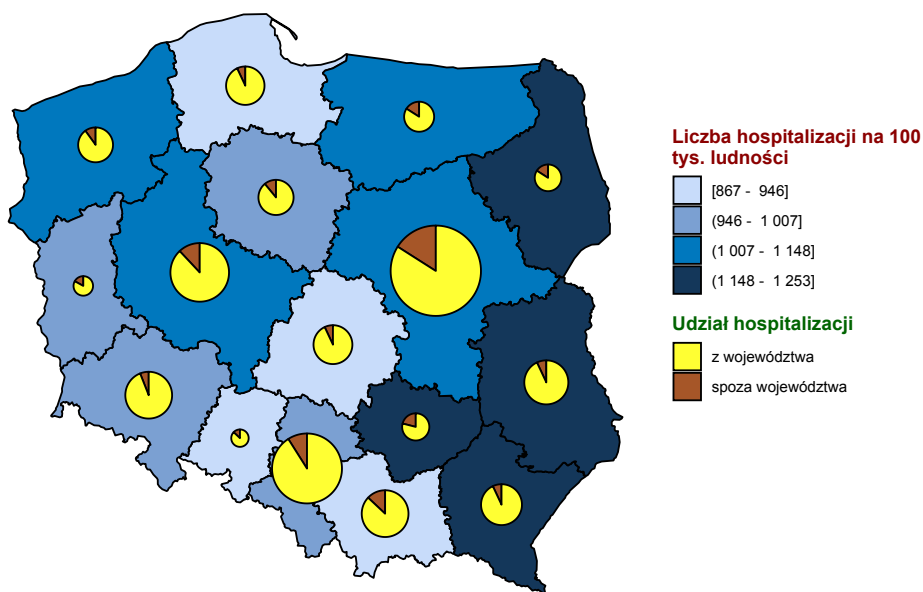 Liczba hospitalizacji na 100
tys. ludności
[867 - 946]
(946 - 1 007]
(1 007 - 1 148]
(1 148 - 1 253]
Udział hospitalizacji
z województwa
spoza województwa